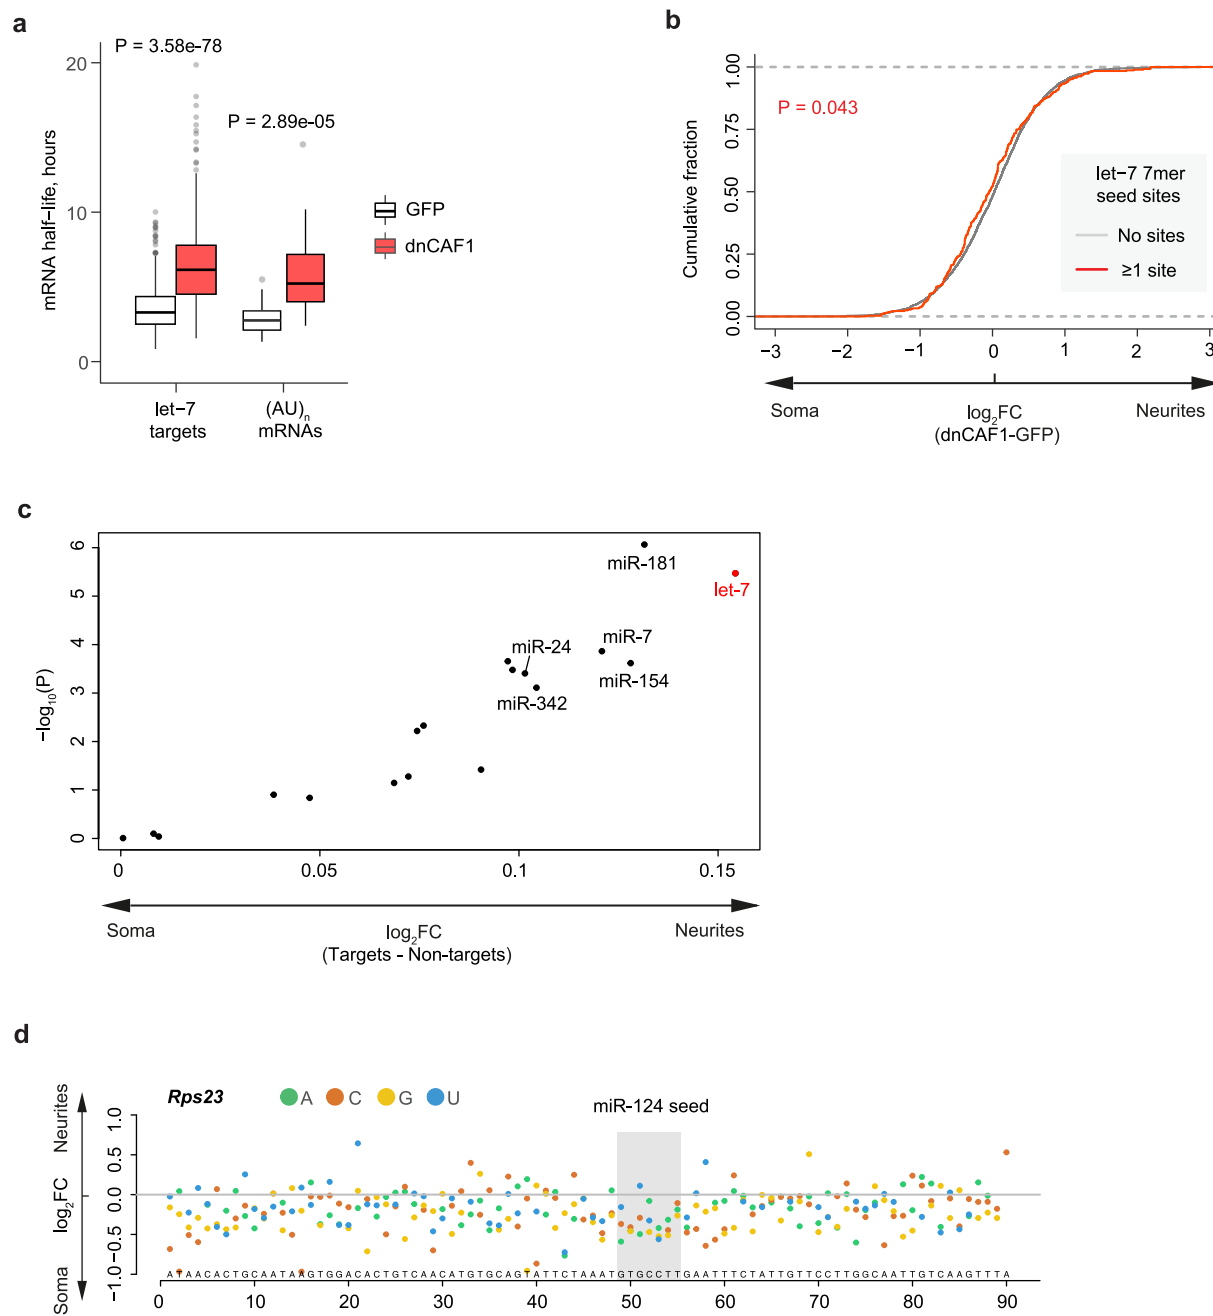 a
P = 3.58e-78
P = 2.89e-05
20
10
0
mRNA half-life, hours
GFP
dnCAF1
let-7
targets
(AU)n
mRNAs
b
P = 0.043
1.00
0.75
0.50
0.25
0.00
Cumulative fraction
let-7 7mer
seed sites
No sites
≥1 site
−3 −2 −1 0 1 2 3
Soma
Neurites
log2FC
(dnCAF1-GFP)
c
6
5
4
3
2
1
0
-log10(P)
miR-181
let-7
miR-24
miR-7
miR-154
miR-342
0 0.05 0.1 0.15
Soma
Neurites
log2FC
(Targets - Non-targets)
d
Rps23
A C G U
miR-124 seed
Neurites
log2FC
Soma
1.0
0.5
0.0
−0.5
−1.0
ATAACACTGCAATAAGTGGACACTGTCAACATGTGCAGTATTCTAAATGTGCCTTGAATTTCTATTGTTCCTTGGCAATTGTCAAGTTTA
0 10 20 30 40 50 60 70 80 90